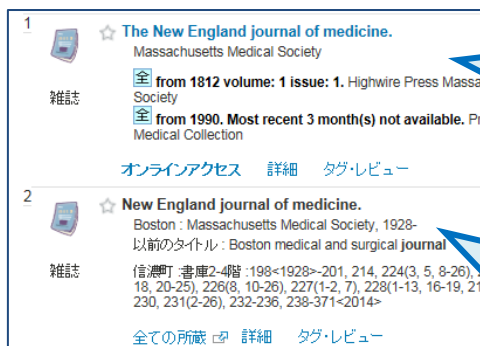 1
The New England journal of medicine.
Massachusetts Medical Society
全 from 1812 volume: 1 issue: 1. Highwire Press Massa
Society
雑誌
全 from 1990. Most recent 3 month(s) not available. Pr
Medical Collection
オンラインアクセス 詳細 タグ・レビュー
2
New England journal of medicine.
Boston : Massachusetts Medical Society, 1928-
以前のタイトル : Boston medical and surgical journal
雑誌
信濃町 :書庫2-4階 :198<1928>-201, 214, 224(3, 5, 8-26),
18, 20-25), 226(8, 10-26), 227(1-2, 7), 228(1-13, 16-19, 21
230, 231(2-26), 232-236, 238-371<2014>
全ての所蔵 詳細 タグ・レビュー